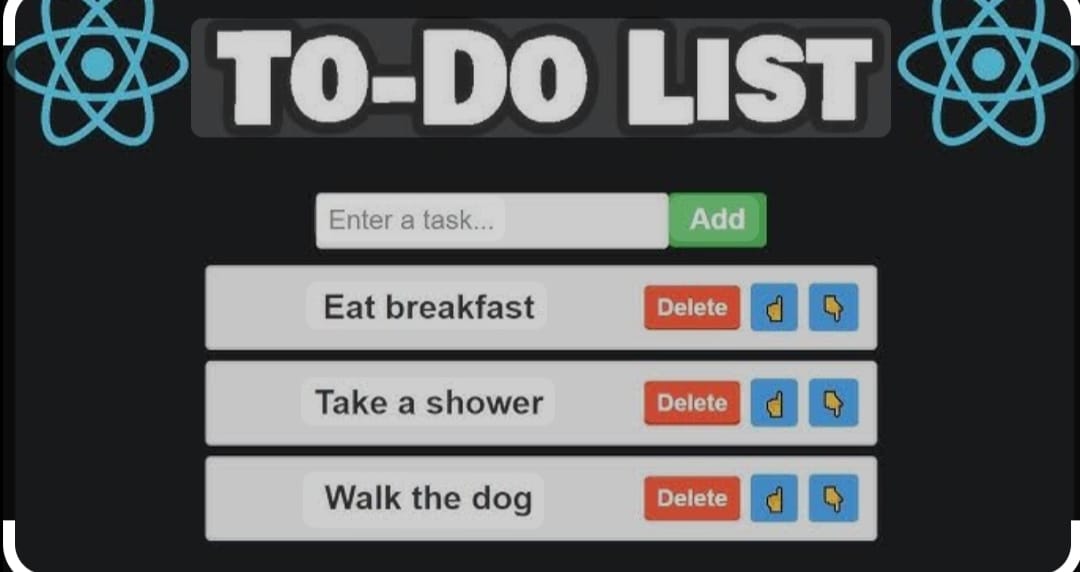 TO-DO LIST
Enter a task... Add
Eat breakfast Delete ☝ 👇
Take a shower Delete ☝ 👇
Walk the dog Delete ☝ 👇